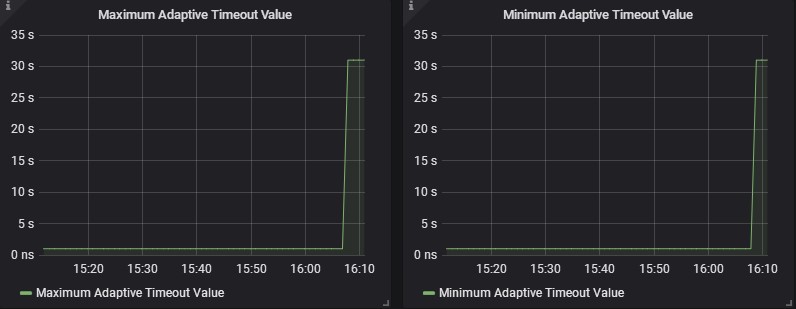 i
Maximum Adaptive Timeout Value
35 s
30 s
25 s
20 s
15 s
10 s
5 s
0 ns
15:20 15:30 15:40 15:50 16:00 16:10
Maximum Adaptive Timeout Value
i
Minimum Adaptive Timeout Value
35 s
30 s
25 s
20 s
15 s
10 s
5 s
0 ns
15:20 15:30 15:40 15:50 16:00 16:10
Minimum Adaptive Timeout Value